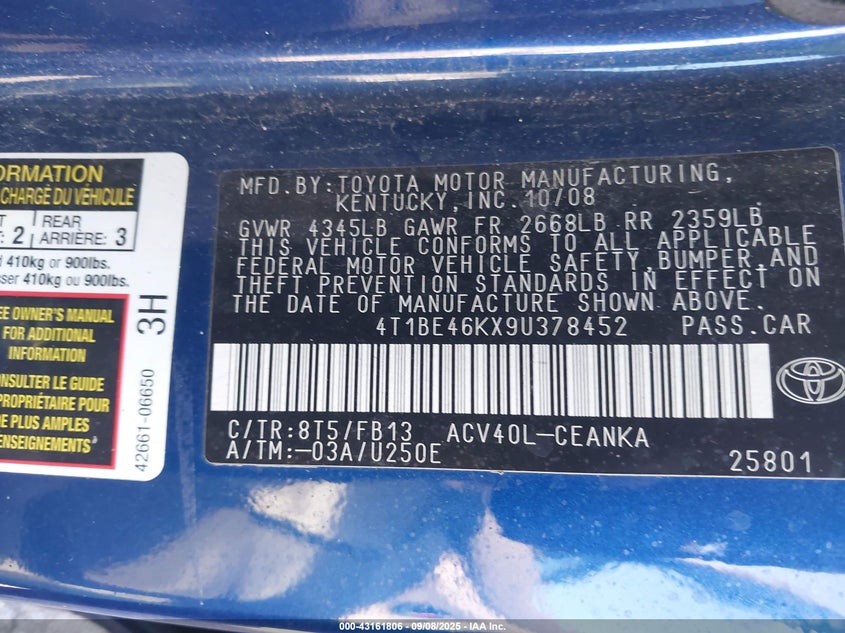 ORMATION
CHARGE DU VÉHICULE
T
: 2
REAR
ARRIÈRE: 3
d 410kg or 900lbs.
sser 410kg ou 900lbs.
EE OWNER'S MANUAL
FOR ADDITIONAL
INFORMATION
ONSULTER LE GUIDE
PROPRIÉTAIRE POUR
DE PLUS AMPLES
ENSEIGNEMENTS
42661-06650
3H
MFD.BY:TOYOTA MOTOR MANUFACTURING,
KENTUCKY,INC.10/08
GVWR 4345LB GAWR FR 2668LB RR 2359LB
THIS VEHICLE CONFORMS TO ALL APPLICABLE
FEDERAL MOTOR VEHICLE SAFETY,BUMPER,AND
THEFT PREVENTION STANDARDS IN EFFECT ON
THE DATE OF MANUFACTURE SHOWN ABOVE.
4T1BE46KX9U378452 PASS.CAR
C/TR:8T5/FB13 ACV40L-CEANKA
A/TM:-03A/U250E
25801
000-43161806 - 09/08/2025 - IAA Inc.